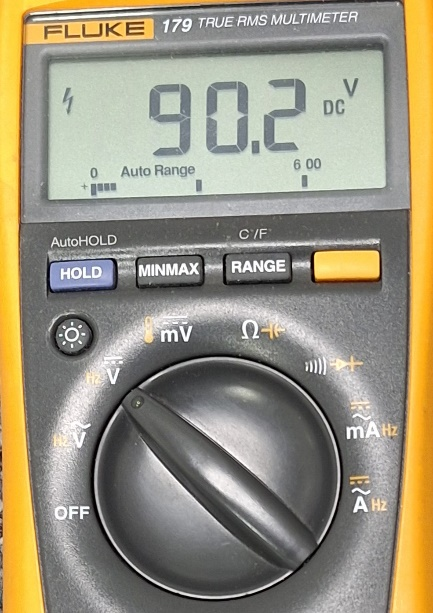 FLUKE 179 TRUE RMS MULTIMETER
90.2 DC V
0 Auto Range 6 00
+
AutoHOLD C°/F
HOLD MINMAX RANGE
mV Ω
Hz V
Hz V mA Hz
OFF A Hz